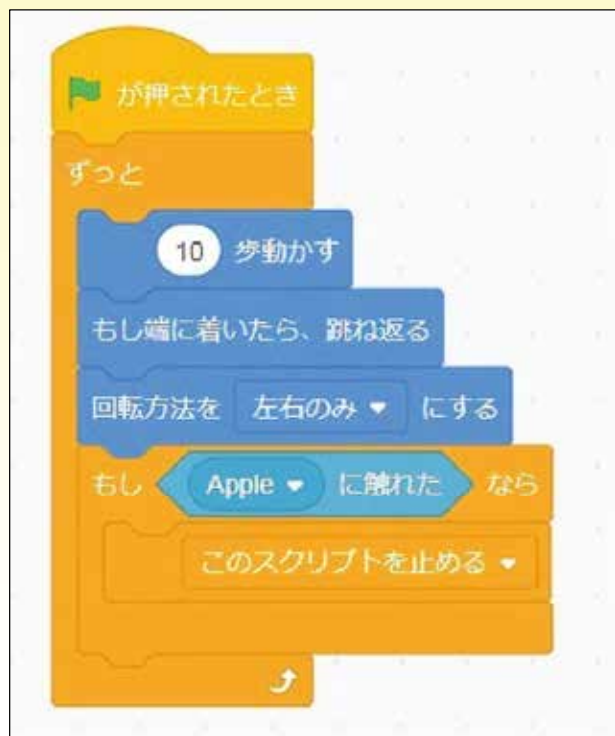 が押されたとき
ずっと
10 歩動かす
もし端に着いたら、跳ね返る
回転方法を 左右のみ にする
もし Apple に触れた なら
このスクリプトを止める